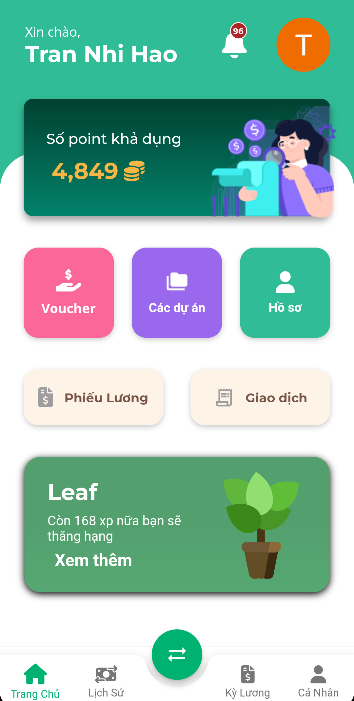 Xin chào,
Tran Nhi Hao
96
T
Số point khả dụng
4,849
Voucher
Các dự án
Hồ sơ
Phiếu Lương
Giao dịch
Leaf
Còn 168 xp nữa bạn sẽ
thăng hạng
Xem thêm
Trang Chủ
Lịch Sử
Kỳ Lương
Cá Nhân